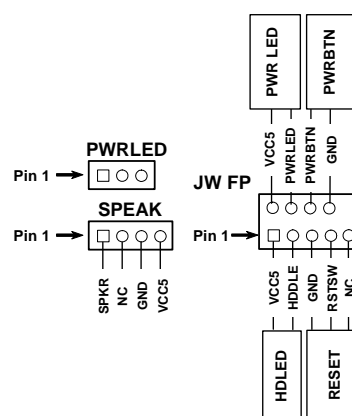 PWR LED
PWRBTN
VCC5
PWRLED
PWRBTN
GND
PWRLED
Pin 1
SPEAK
Pin 1
SPKR
NC
GND
VCC5
JW FP
Pin 1
VCC5
HDDLE
GND
RSTSW
NC
HDLED
RESET